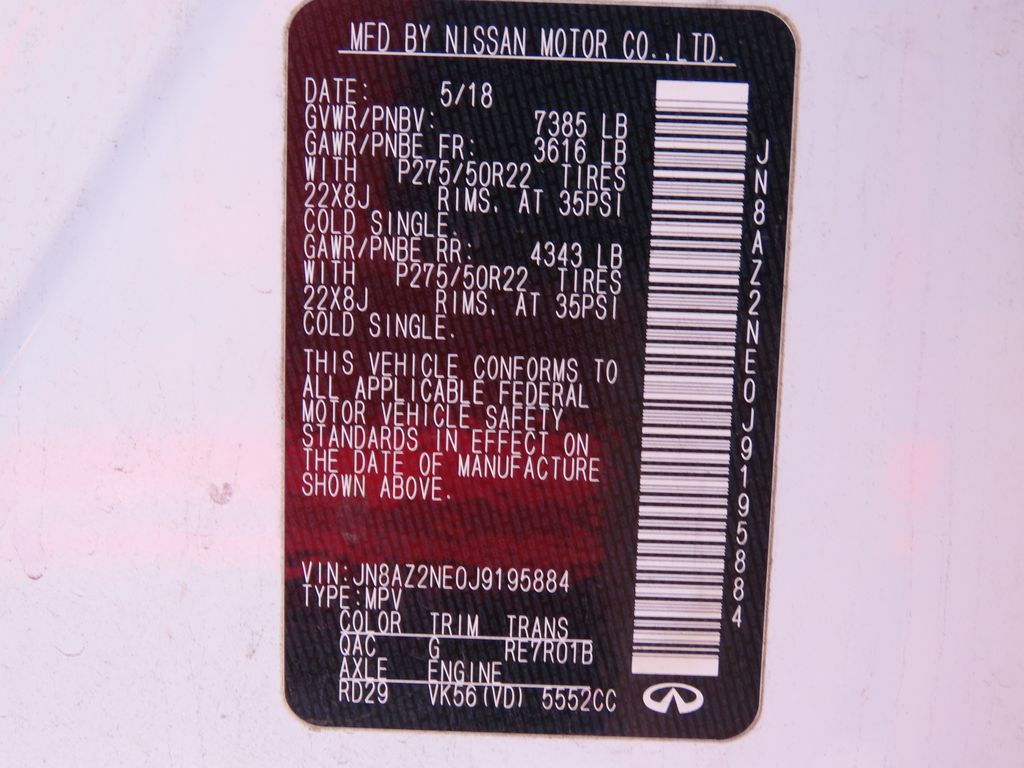 MFD BY NISSAN MOTOR CO.,LTD.
DATE: 5/18
GVWR/PNBV: 7385 LB
GAWR/PNBE FR: 3616 LB
WITH P275/50R22 TIRES
22X8J RIMS, AT 35PSI
COLD SINGLE.
GAWR/PNBE RR: 4343 LB
WITH P275/50R22 TIRES
22X8J RIMS, AT 35PSI
COLD SINGLE.
THIS VEHICLE CONFORMS TO
ALL APPLICABLE FEDERAL
MOTOR VEHICLE SAFETY
STANDARDS IN EFFECT ON
THE DATE OF MANUFACTURE
SHOWN ABOVE.
VIN:JN8AZ2NE0J9195884
TYPE:MPV
COLOR TRIM TRANS
QAC G RE7R01B
AXLE ENGINE
RD29 VK56(VD) 5552CC
JN8AZ2NE0J9195884